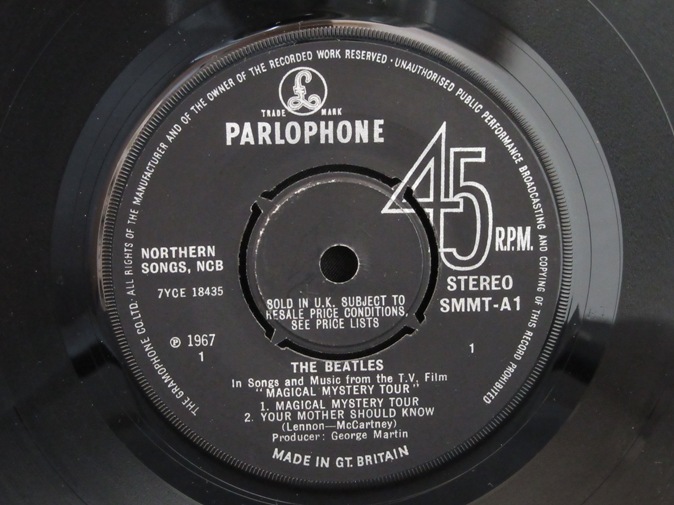 THE GRAMOPHONE CO. LTD. ALL RIGHTS OF THE MANUFACTURER AND OF THE OWNER OF THE RECORDED WORK RESERVED · UNAUTHORISED PUBLIC PERFORMANCE BROADCASTING AND COPYING OF THIS RECORD PROHIBITED
£
TRADE MARK
PARLOPHONE
45
R.P.M.
NORTHERN
SONGS, NCB
7YCE 18435
STEREO
SMMT-A1
SOLD IN U.K. SUBJECT TO
RESALE PRICE CONDITIONS,
SEE PRICE LISTS
℗ 1967
1
1
THE BEATLES
In Songs and Music from the T.V. Film
"MAGICAL MYSTERY TOUR"
1. MAGICAL MYSTERY TOUR
2. YOUR MOTHER SHOULD KNOW
(Lennon—McCartney)
Producer: George Martin
MADE IN GT. BRITAIN